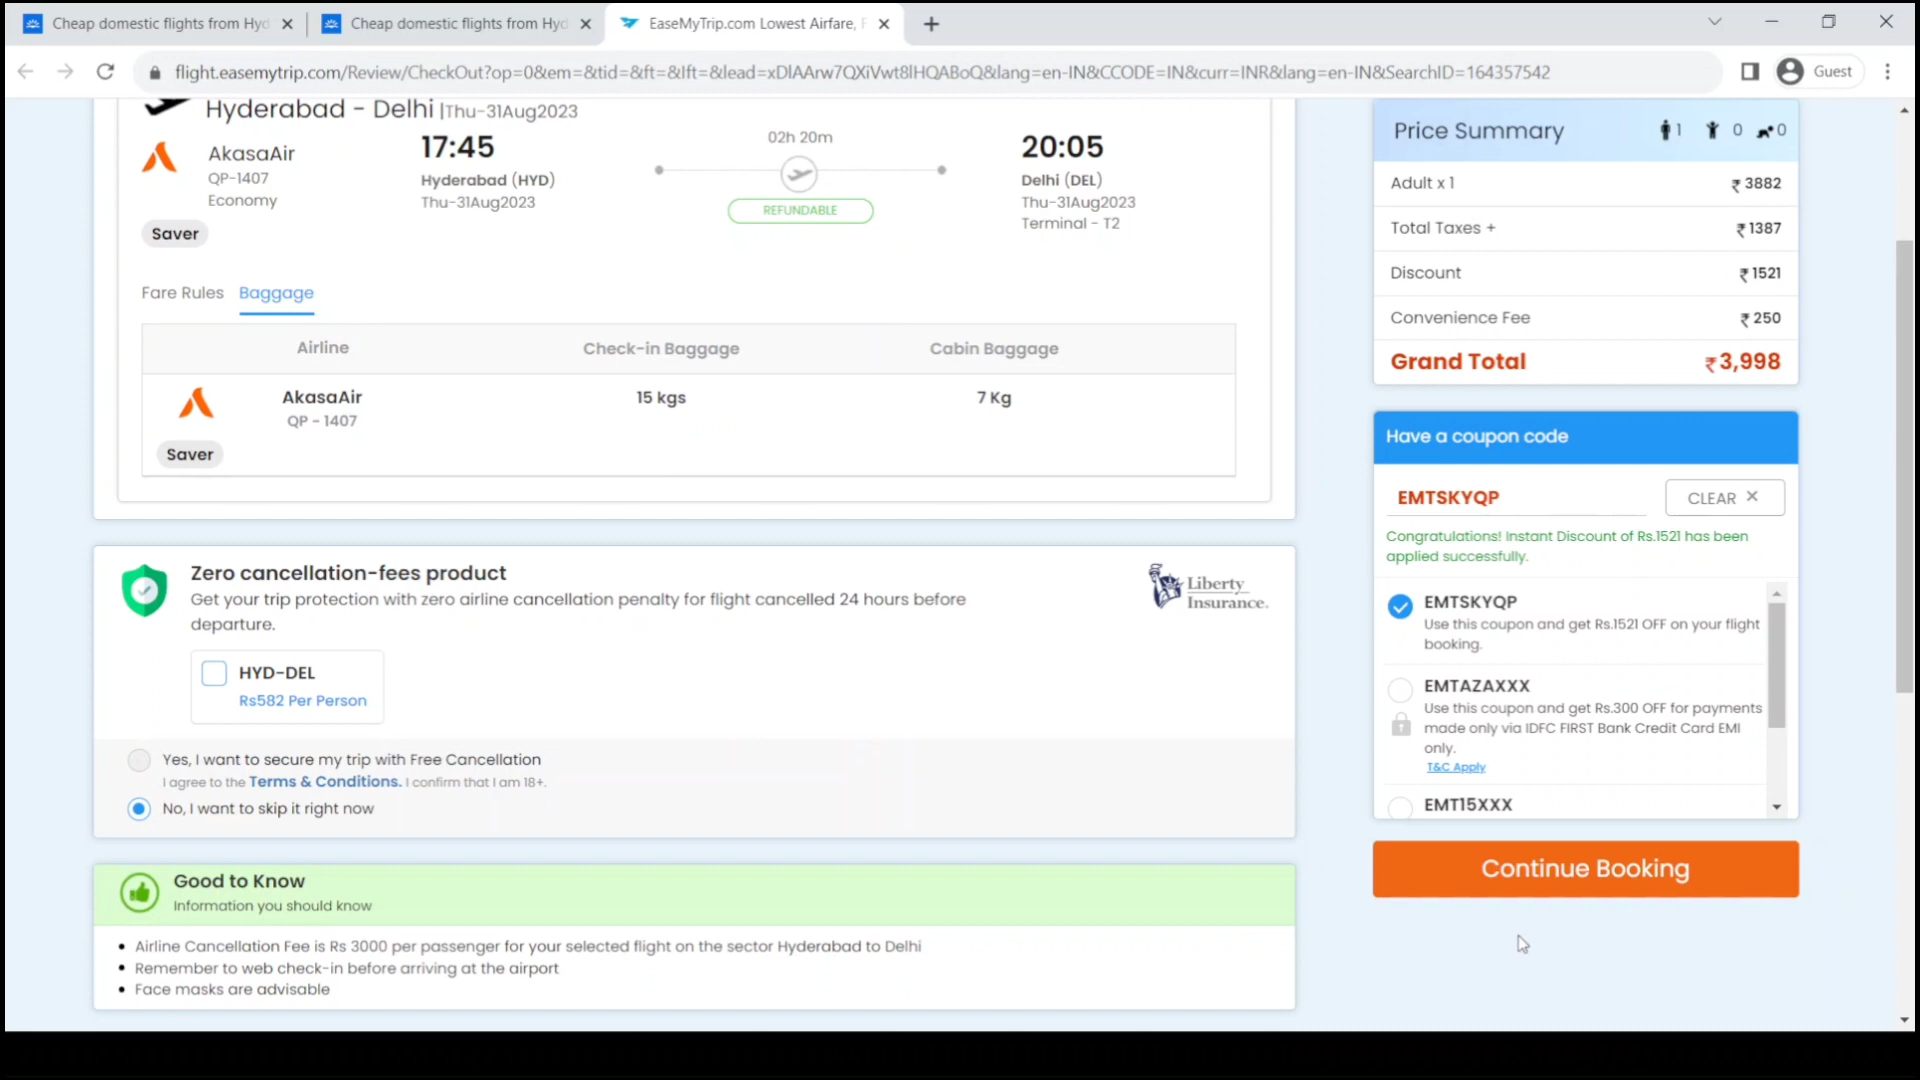 Cheap domestic flights from Hyd
Cheap domestic flights from Hyd
EaseMyTrip.com Lowest Airfare,
flight.easemytrip.com/Review/CheckOut?op=0&em=&tid=&ft=&lft=&lead=xDlAArw7QXiVwt8lHQABoQ&lang=en-IN&CCODE=IN&curr=INR&lang=en-IN&SearchID=164357542
Guest
Hyderabad - Delhi |Thu-31Aug2023
AkasaAir
QP-1407
Economy
Saver
17:45
Hyderabad (HYD)
Thu-31Aug2023
02h 20m
REFUNDABLE
20:05
Delhi (DEL)
Thu-31Aug2023
Terminal - T2
Fare Rules Baggage
Airline Check-in Baggage Cabin Baggage
AkasaAir 15 kgs 7 Kg
QP - 1407
Saver
Zero cancellation-fees product
Get your trip protection with zero airline cancellation penalty for flight cancelled 24 hours before
departure.
Liberty
Insurance.
HYD-DEL
Rs582 Per Person
Yes, I want to secure my trip with Free Cancellation
I agree to the Terms & Conditions. I confirm that I am 18+.
No, I want to skip it right now
Good to Know
Information you should know
Airline Cancellation Fee is Rs 3000 per passenger for your selected flight on the sector Hyderabad to Delhi
Remember to web check-in before arriving at the airport
Face masks are advisable
Price Summary 1 0 0
Adult x 1 ₹ 3882
Total Taxes + ₹ 1387
Discount ₹ 1521
Convenience Fee ₹ 250
Grand Total ₹ 3,998
Have a coupon code
EMTSKYQP CLEAR ×
Congratulations! Instant Discount of Rs.1521 has been
applied successfully.
EMTSKYQP
Use this coupon and get Rs.1521 OFF on your flight
booking.
EMTAZAXXX
Use this coupon and get Rs.300 OFF for payments
made only via IDFC FIRST Bank Credit Card EMI
only.
T&C Apply
EMT15XXX
Continue Booking